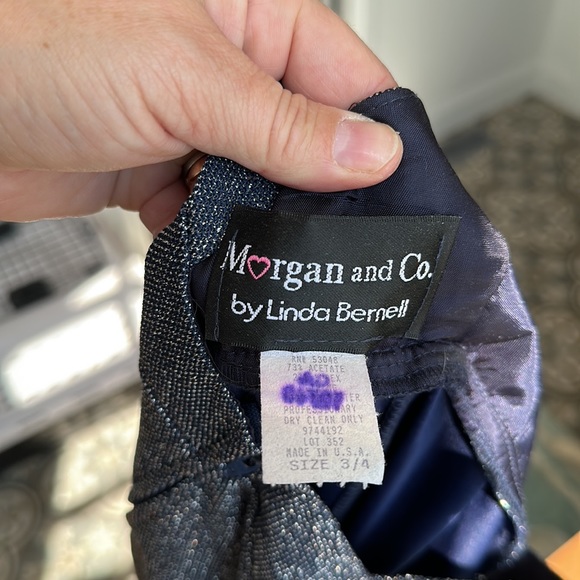 Morgan and Co.
by Linda Bernell
RN# 53048
73% ACETATE
DRY CLEAN ONLY
9744192
LOT 352
MADE IN U.S.A.
SIZE 3/4